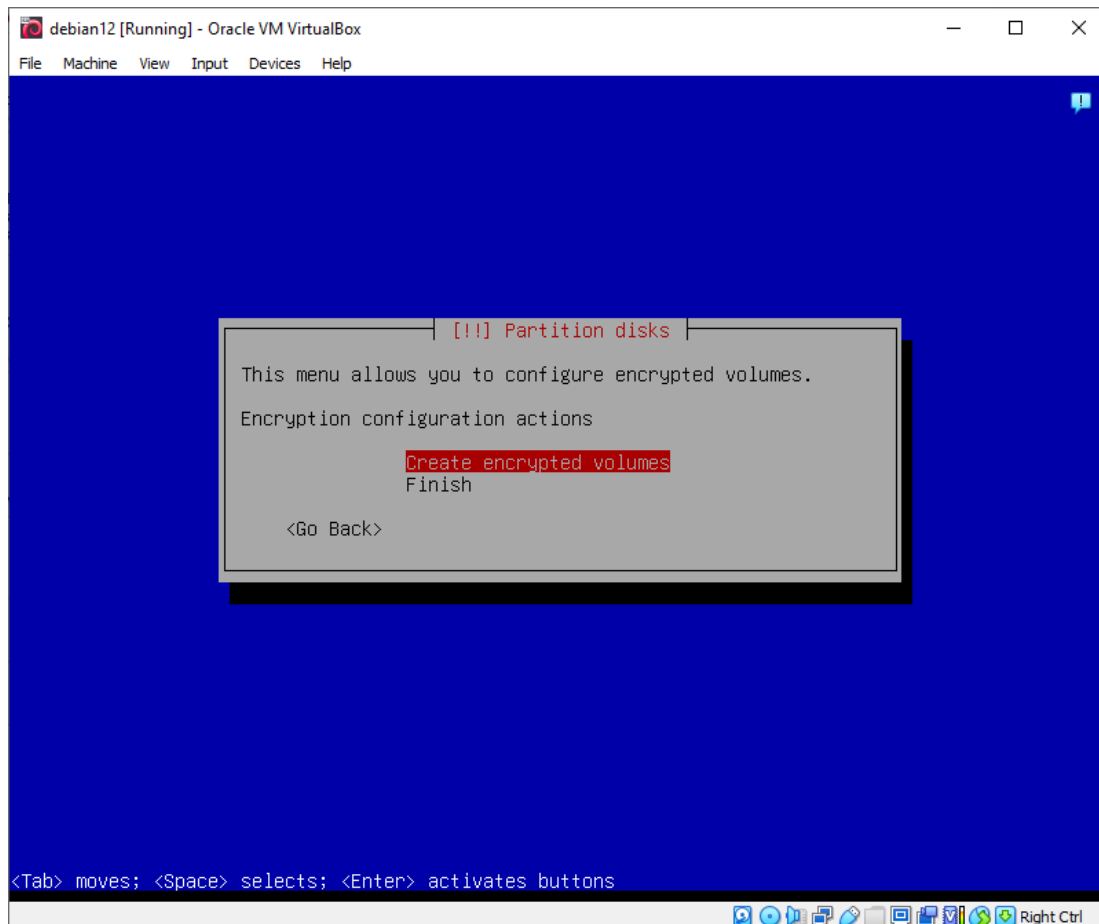 debian12 [Running] - Oracle VM VirtualBox
File Machine View Input Devices Help
[!!] Partition disks
This menu allows you to configure encrypted volumes.
Encryption configuration actions
Create encrypted volumes
Finish
<Go Back>
<Tab> moves; <Space> selects; <Enter> activates buttons
Right Ctrl